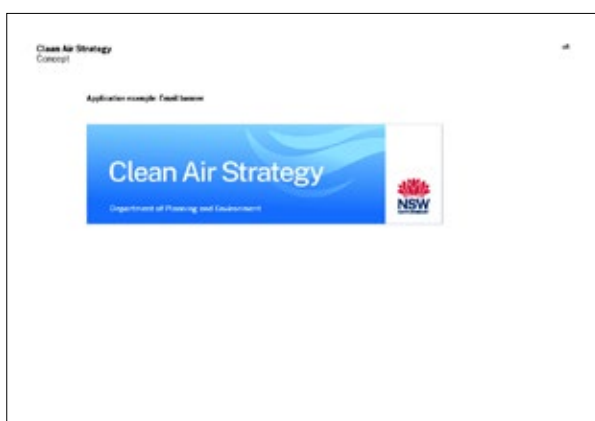 Clean Air Strategy
Concept
Application example: Email banner
Clean Air Strategy
Department of Planning and Environment
NSW